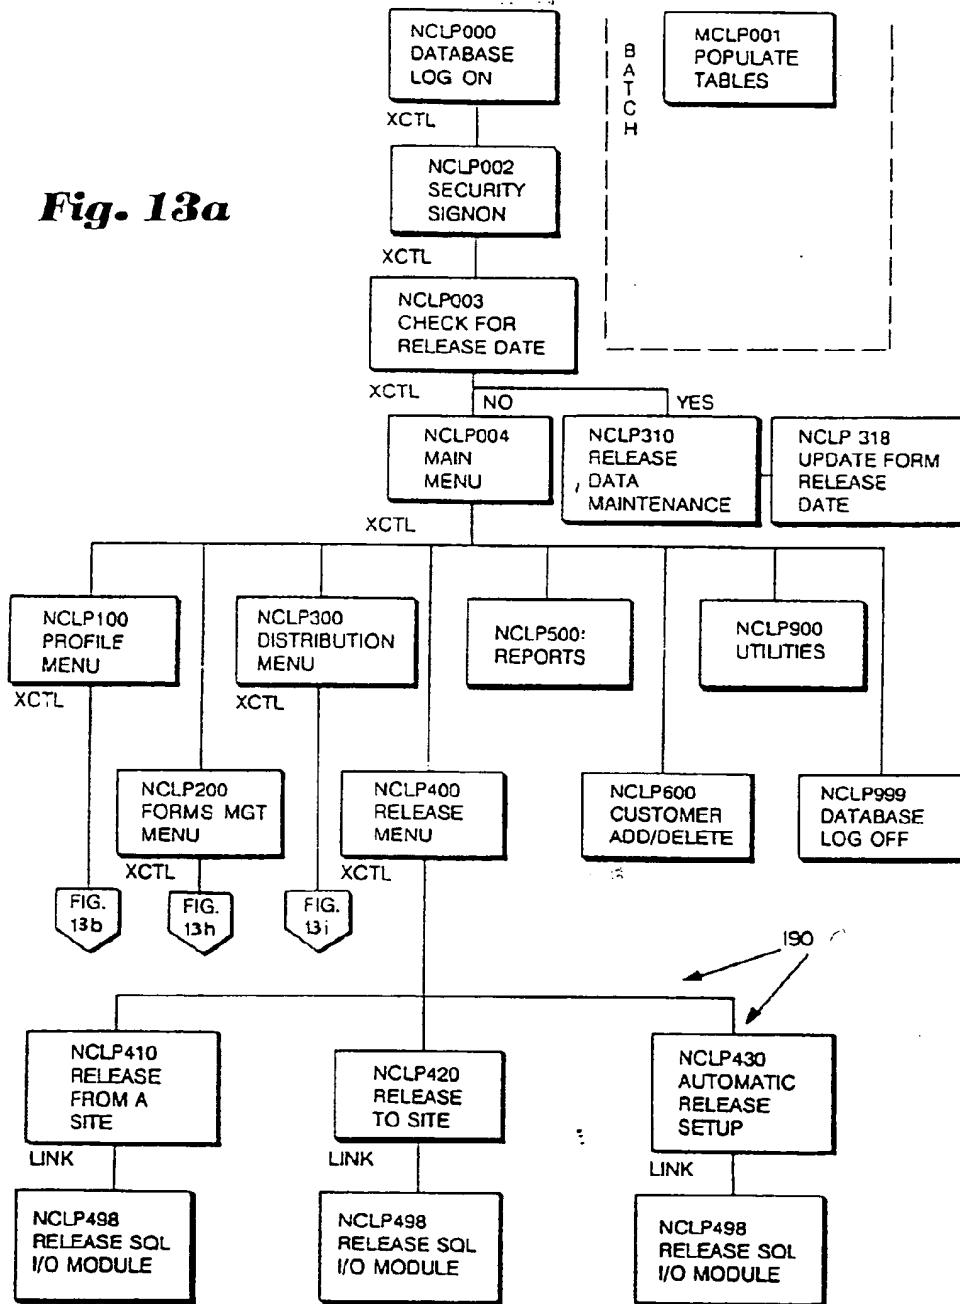 NCLP000
DATABASE
LOG ON
BATCH
MCLP001
POPULATE
TABLES
XCTL
NCLP002
SECURITY
SIGNON
Fig. 13a
XCTL
NCLP003
CHECK FOR
RELEASE DATE
XCTL
NO
YES
NCLP004
MAIN
MENU
NCLP310
RELEASE
DATA
MAINTENANCE
NCLP 318
UPDATE FORM
RELEASE
DATE
XCTL
NCLP100
PROFILE
MENU
NCLP300
DISTRIBUTION
MENU
NCLP500:
REPORTS
NCLP900
UTILITIES
XCTL
XCTL
NCLP200
FORMS MGT
MENU
NCLP400
RELEASE
MENU
NCLP600
CUSTOMER
ADD/DELETE
NCLP999
DATABASE
LOG OFF
XCTL
XCTL
FIG.
13b
FIG.
13h
FIG.
13i
190
NCLP410
RELEASE
FROM A
SITE
NCLP420
RELEASE
TO SITE
NCLP430
AUTOMATIC
RELEASE
SETUP
LINK
LINK
LINK
NCLP498
RELEASE SQL
I/O MODULE
NCLP498
RELEASE SQL
I/O MODULE
NCLP498
RELEASE SQL
I/O MODULE